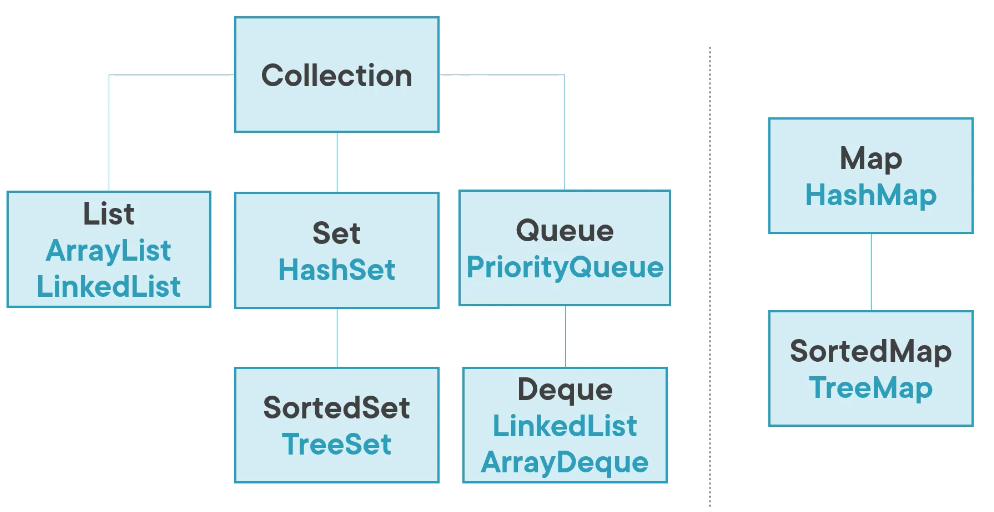 Collection
List
ArrayList
LinkedList
Set
HashSet
Queue
PriorityQueue
SortedSet
TreeSet
Deque
LinkedList
ArrayDeque
Map
HashMap
SortedMap
TreeMap